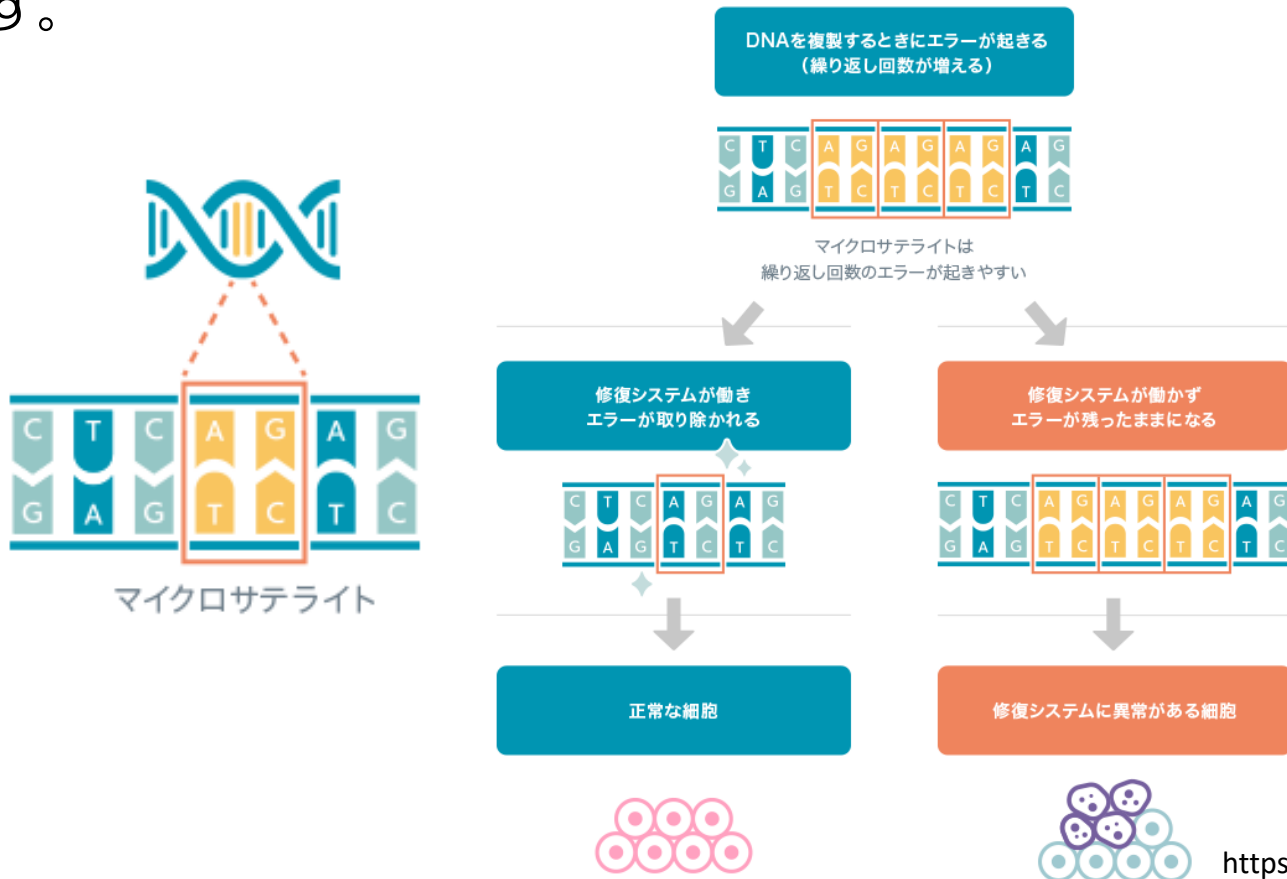 す。
DNAを複製するときにエラーが起きる
（繰り返し回数が増える）
C T C A G A G A G A G
G A G T C T C T C T C
マイクロサテライトは
繰り返し回数のエラーが起きやすい
C T C A G A G
G A G T C T C
マイクロサテライト
修復システムが働き
エラーが取り除かれる
C T C A G A G
G A G T C T C
正常な細胞
修復システムが働かず
エラーが残ったままになる
C T C A G A G A G A G
G A G T C T C T C T C
修復システムに異常がある細胞
https